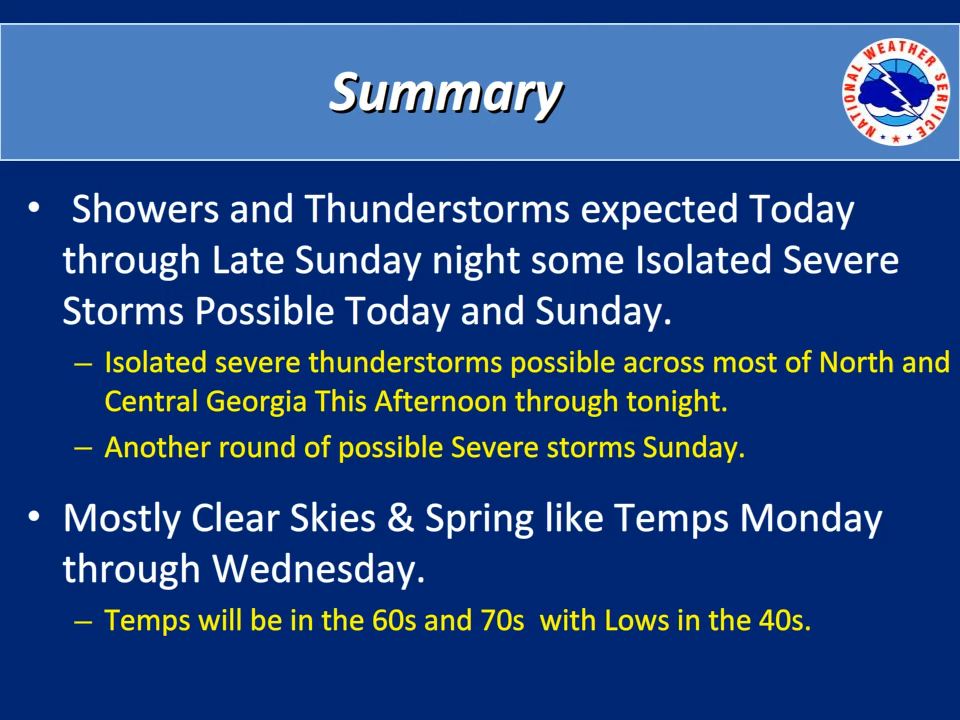 Summary
NATIONAL WEATHER SERVICE
• Showers and Thunderstorms expected Today
through Late Sunday night some Isolated Severe
Storms Possible Today and Sunday.
– Isolated severe thunderstorms possible across most of North and
Central Georgia This Afternoon through tonight.
– Another round of possible Severe storms Sunday.
• Mostly Clear Skies & Spring like Temps Monday
through Wednesday.
– Temps will be in the 60s and 70s  with Lows in the 40s.